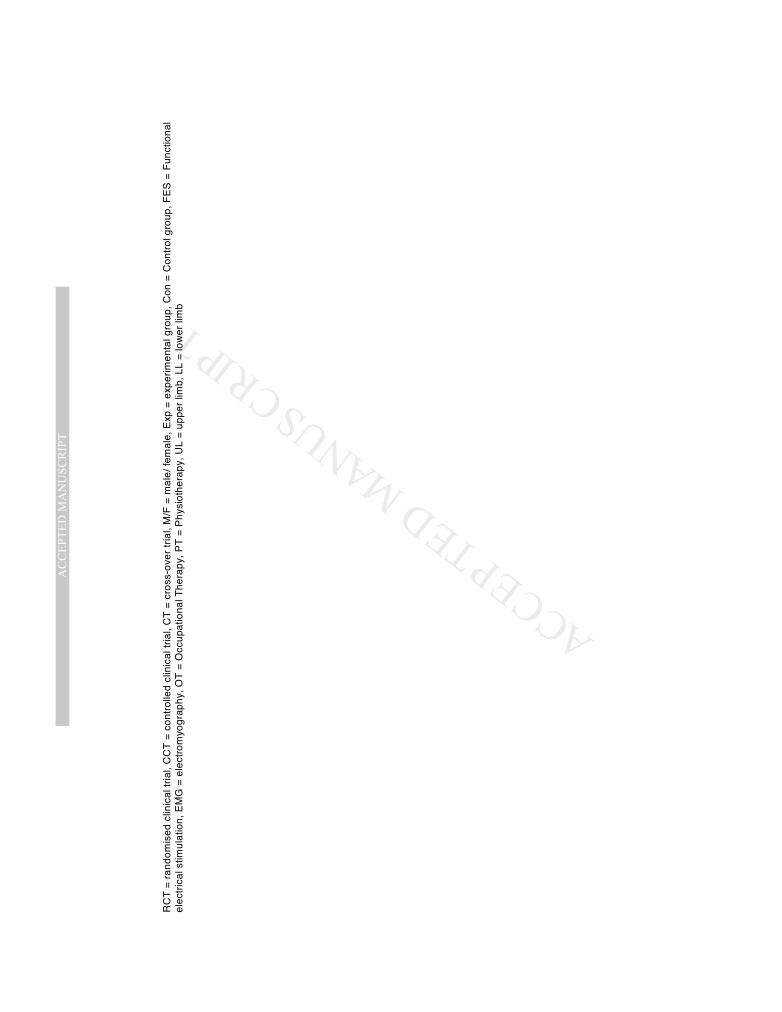 ACCEPTED MANUSCRIPT
RCT = randomised clinical trial, CCT = controlled clinical trial, CT = cross-over trial, M/F = male/ female, Exp = experimental group, Con = Control group, FES = Functional
electrical stimulation, EMG = electromyography, OT = Occupational Therapy, PT = Physiotherapy, UL = upper limb, LL = lower limb
ACCEPTED MANUSCRIPT